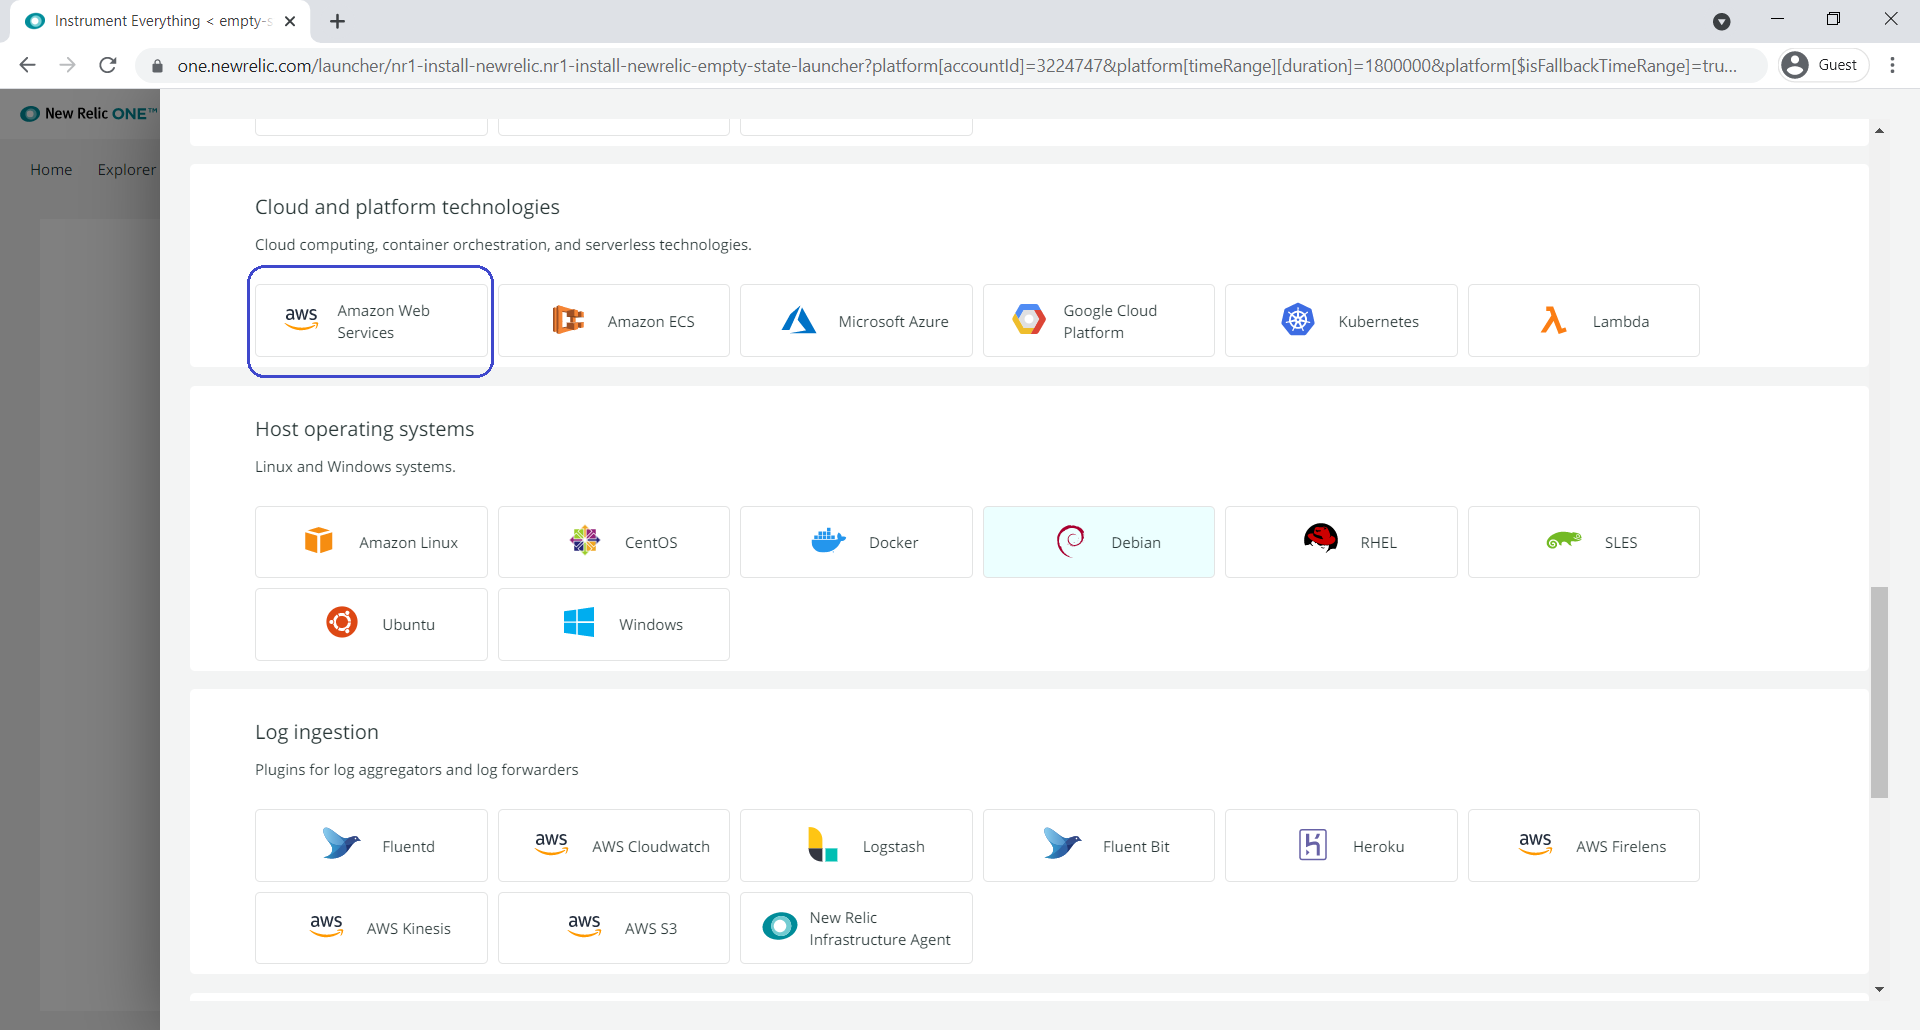 Instrument Everything < empty-s
one.newrelic.com/launcher/nr1-install-newrelic.nr1-install-newrelic-empty-state-launcher?platform[accountId]=3224747&platform[timeRange][duration]=1800000&platform[$isFallbackTimeRange]=tru...
Guest
New Relic ONE™
Home
Explorer
Cloud and platform technologies
Cloud computing, container orchestration, and serverless technologies.
aws
Amazon Web
Services
Amazon ECS
Microsoft Azure
Google Cloud
Platform
Kubernetes
Lambda
Host operating systems
Linux and Windows systems.
Amazon Linux
CentOS
Docker
Debian
RHEL
SLES
Ubuntu
Windows
Log ingestion
Plugins for log aggregators and log forwarders
Fluentd
aws
AWS Cloudwatch
Logstash
Fluent Bit
Heroku
aws
AWS Firelens
aws
AWS Kinesis
aws
AWS S3
New Relic
Infrastructure Agent